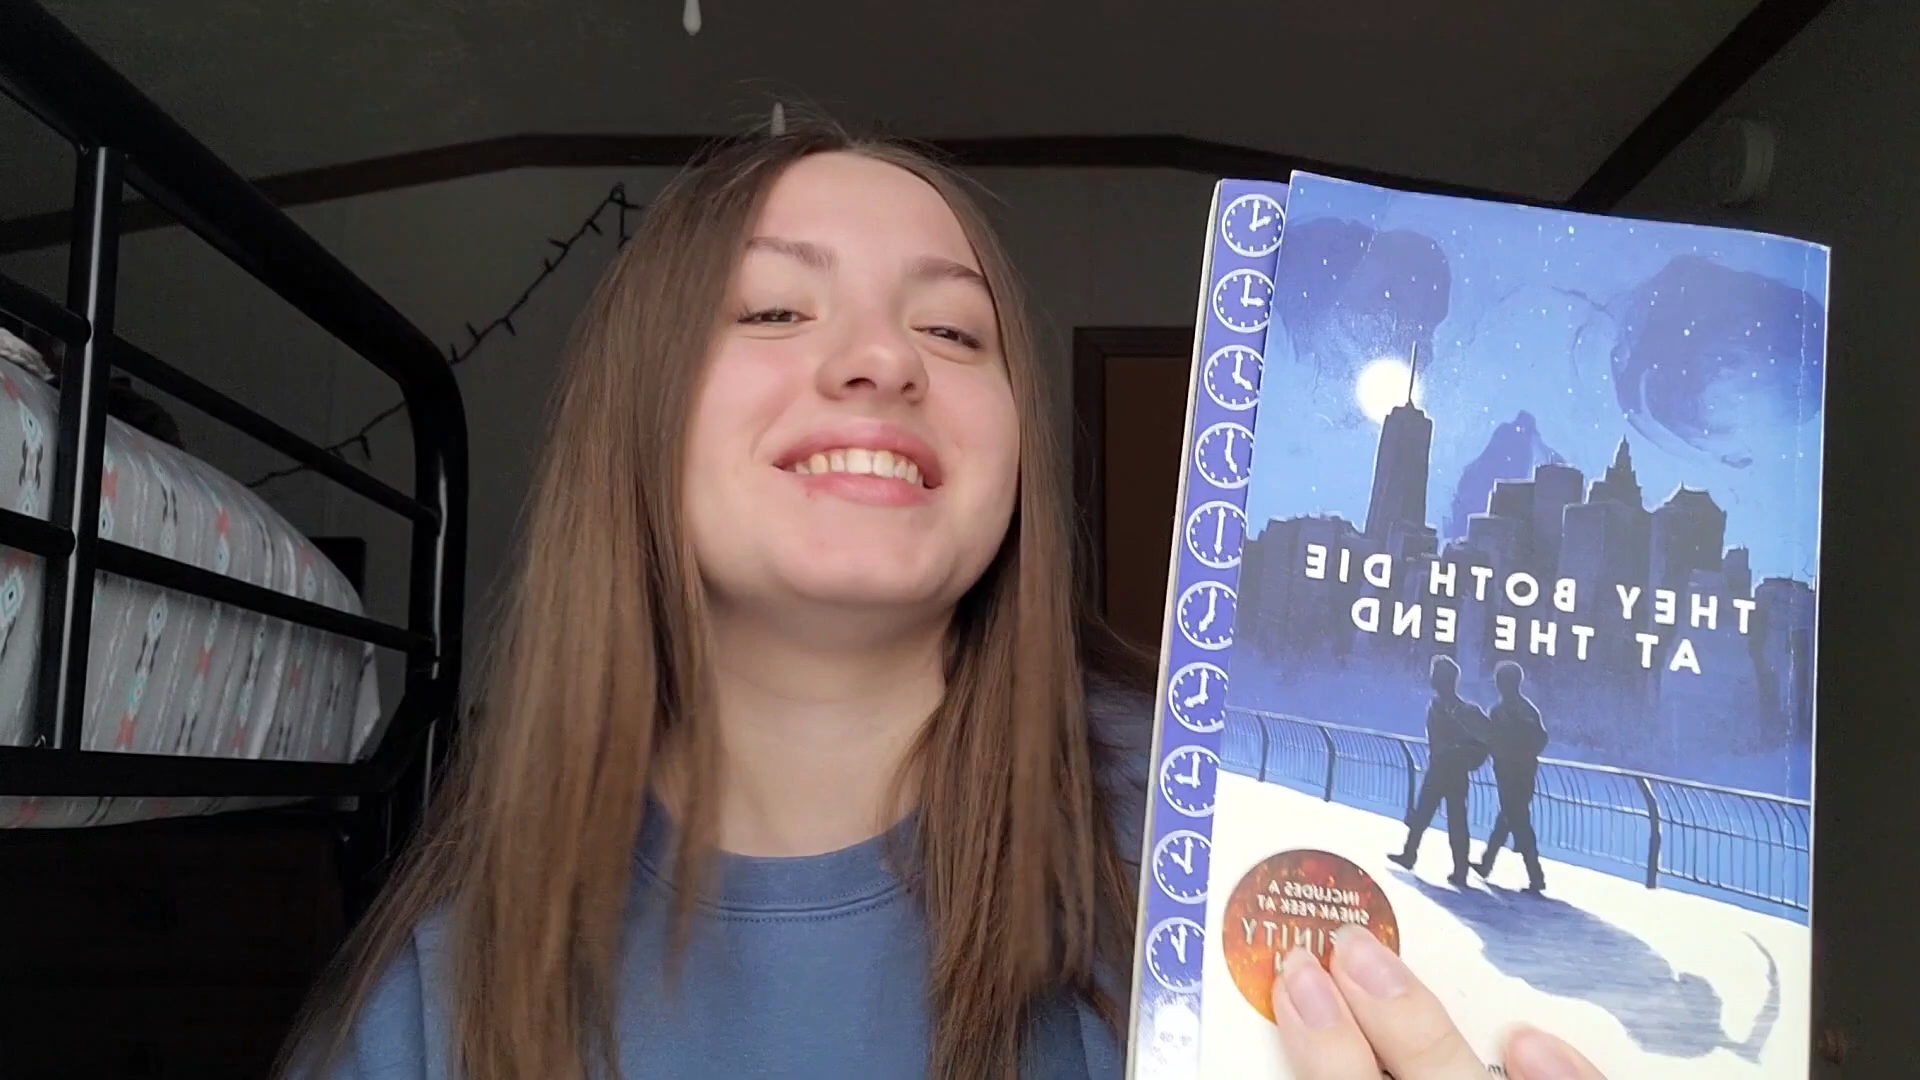 THEY BOTH DIE
AT THE END
INCLUDES A
SNEAK PEEK AT